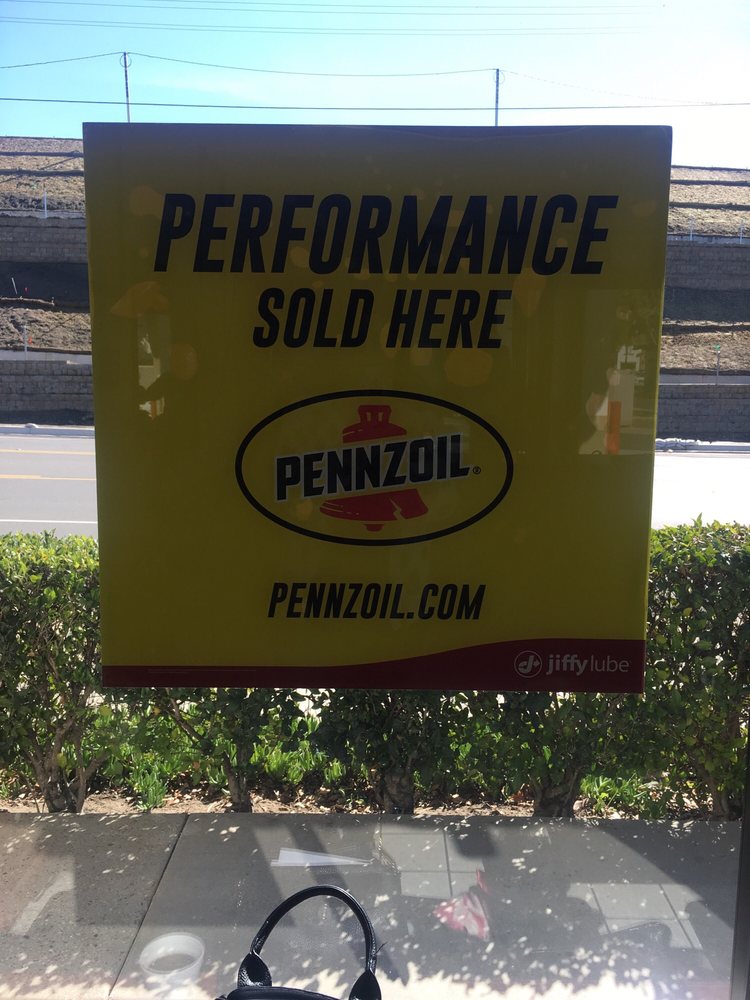 PERFORMANCE
SOLD HERE
PENNZOIL®
PENNZOIL.COM
jiffy lube